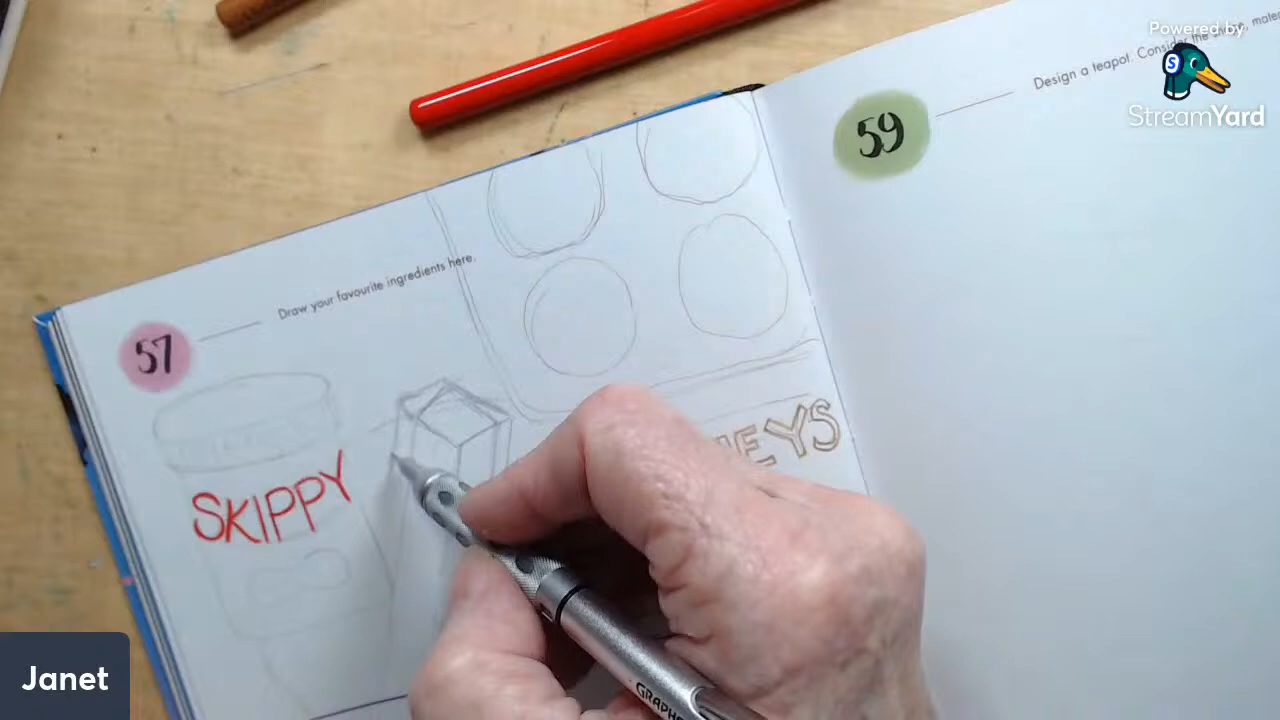 Powered by
StreamYard
S
59
Design a teapot. Consider the
57
Draw your favourite ingredients here.
SKIPPY
EYS
GRAPH
Janet